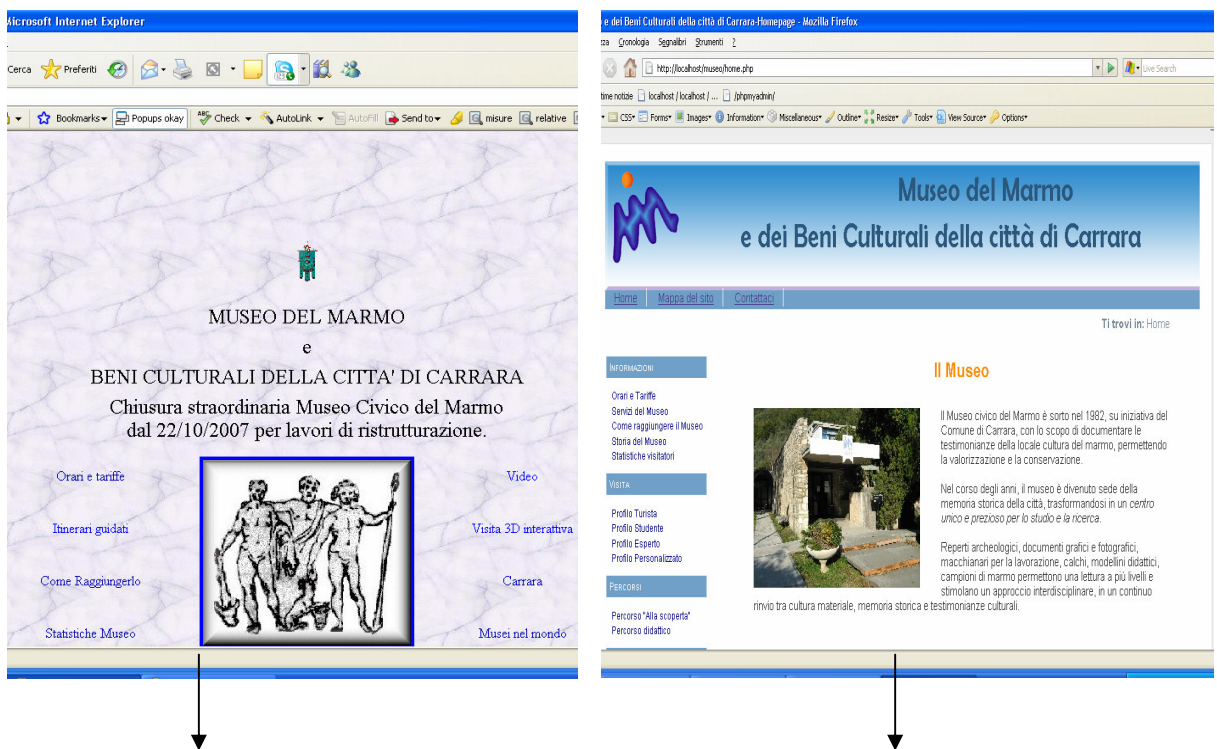 Microsoft Internet Explorer
Cerca Preferiti
Bookmarks Popups okay Check AutoLink AutoFill Send to misure relative
MUSEO DEL MARMO
e
BENI CULTURALI DELLA CITTA' DI CARRARA
Chiusura straordinaria Museo Civico del Marmo
dal 22/10/2007 per lavori di ristrutturazione.
Orari e tariffe
Video
Itinerari guidati
Visita 3D interattiva
Come Raggiungerlo
Carrara
Statistiche Museo
Musei nel mondo
e dei Beni Culturali della città di Carrara-Homepage - Mozilla Firefox
zza Cronologia Segnalibri Strumenti ?
http://localhost/museo/home.php
Live Search
time notizie localhost / localhost / ... /phpmyadmin/
CSS Forms Images Information Miscellaneous Outline Resize Tools View Source Options
Museo del Marmo
e dei Beni Culturali della città di Carrara
Home Mappa del sito Contattaci
Ti trovi in: Home
INFORMAZIONI
Orari e Tariffe
Servizi del Museo
Come raggiungere il Museo
Storia del Museo
Statistiche visitatori
VISITA
Profilo Turista
Profilo Studente
Profilo Esperto
Profilo Personalizzato
PERCORSI
Percorso "Alla scoperta"
Percorso didattico
Il Museo
Il Museo civico del Marmo è sorto nel 1982, su iniziativa del
Comune di Carrara, con lo scopo di documentare le
testimonianze della locale cultura del marmo, permettendo
la valorizzazione e la conservazione.
Nel corso degli anni, il museo è divenuto sede della
memoria storica della città, trasformandosi in un centro
unico e prezioso per lo studio e la ricerca.
Reperti archeologici, documenti grafici e fotografici,
macchianari per la lavorazione, calchi, modellini didattici,
campioni di marmo permettono una lettura a più livelli e
stimolano un approccio interdisciplinare, in un continuo
rinvio tra cultura materiale, memoria storica e testimonianze culturali.